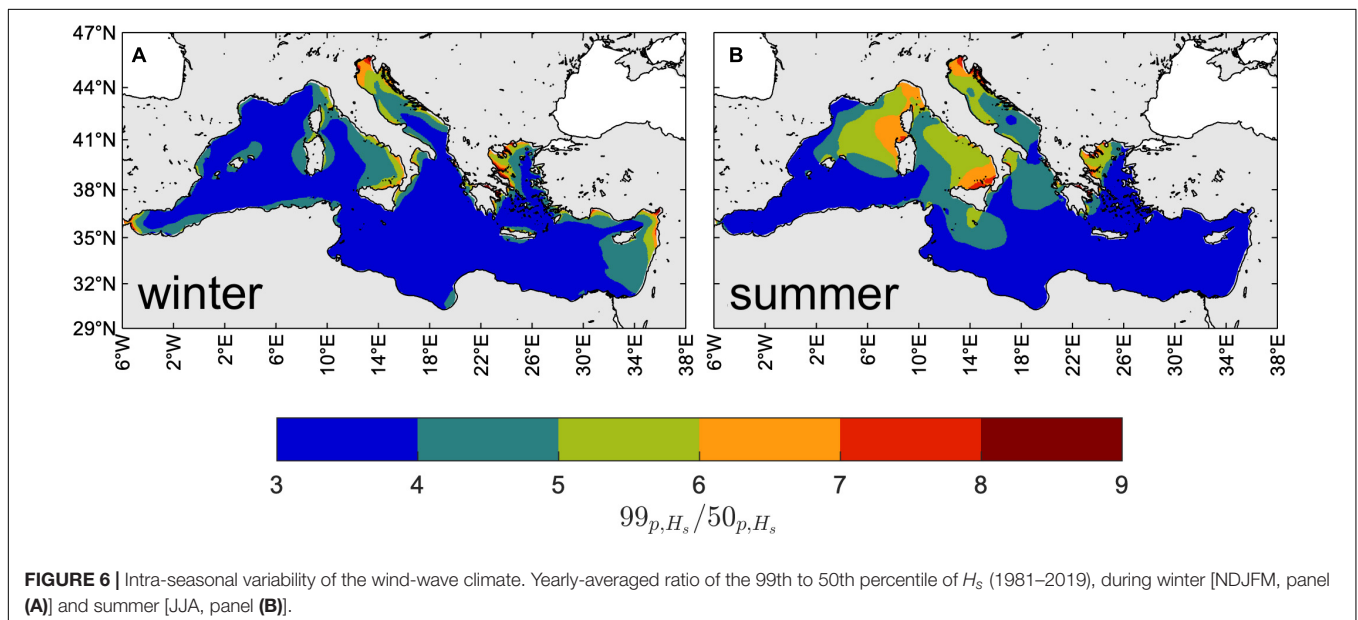 47°N
44°N
41°N
38°N
35°N
32°N
29°N
A
winter
6°W
2°W
2°E
6°E
10°E
14°E
18°E
22°E
26°E
30°E
34°E
38°E
B
summer
6°W
2°W
2°E
6°E
10°E
14°E
18°E
22°E
26°E
30°E
34°E
38°E
3 4 5 6 7 8 9
99p,Hs/50p,Hs
FIGURE 6 | Intra-seasonal variability of the wind-wave climate. Yearly-averaged ratio of the 99th to 50th percentile of Hs (1981–2019), during winter [NDJFM, panel
(A)] and summer [JJA, panel (B)].